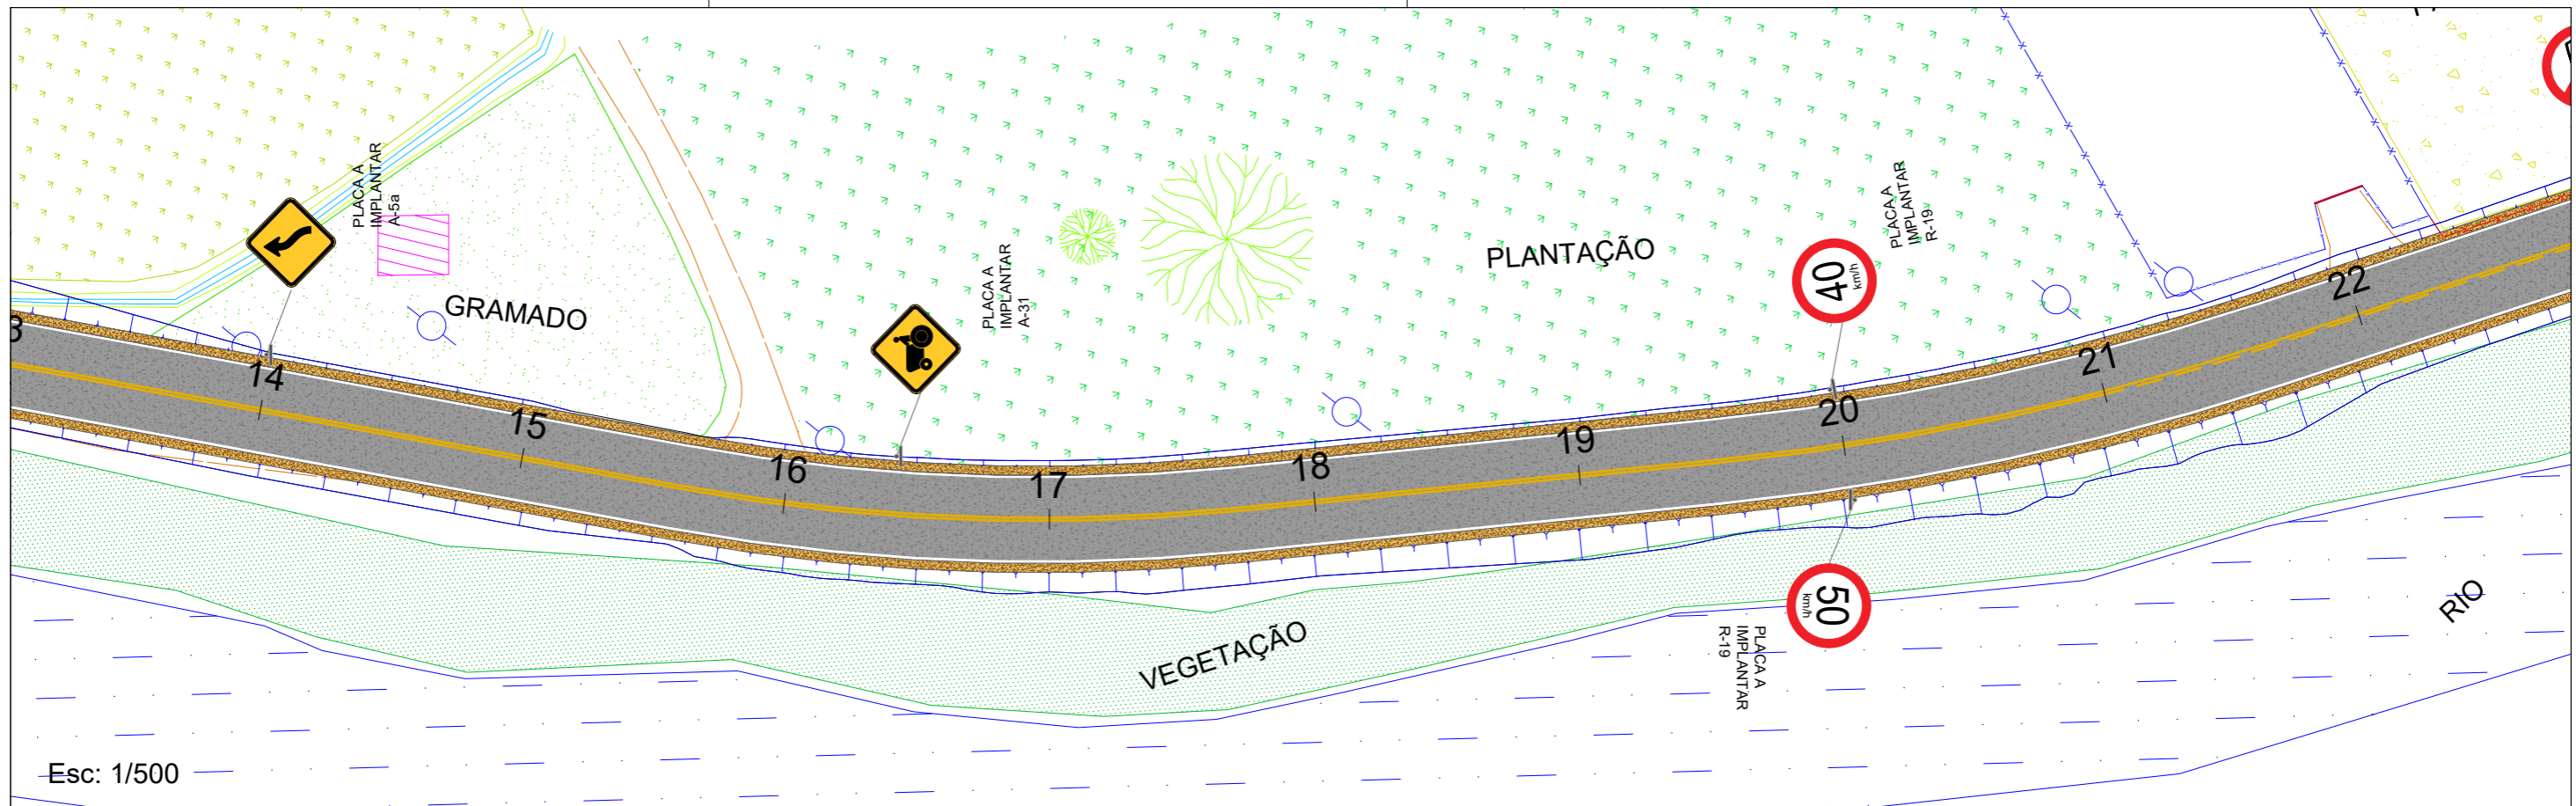 PLACA A
IMPLANTAR
A-5a
GRAMADO
PLACA A
IMPLANTAR
A-31
PLANTAÇÃO
40
km/h
PLACA A
IMPLANTAR
R-19
3
14
15
16
17
18
19
20
21
22
50
km/h
PLACA A
IMPLANTAR
R-19
VEGETAÇÃO
RIO
Esc: 1/500